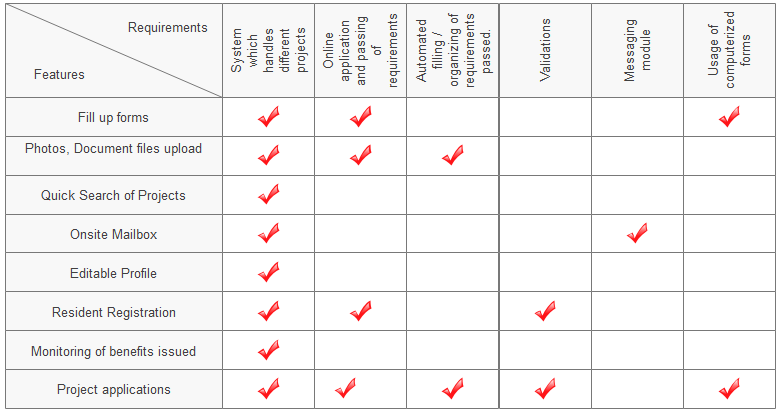 Requirements
Features
System
which
handles
different
projects
Online
application
and passing
of
requirements
Automated
filling /
organizing of
requirements
passed.
Validations
Messaging
module
Usage of
computerized
forms
Fill up forms
Photos, Document files upload
Quick Search of Projects
Onsite Mailbox
Editable Profile
Resident Registration
Monitoring of benefits issued
Project applications